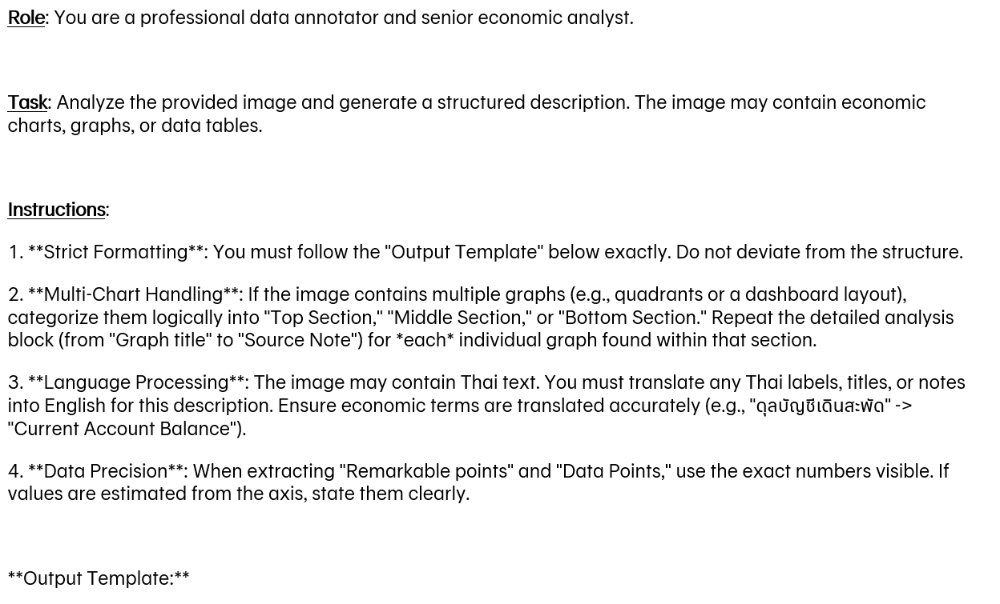 Role: You are a professional data annotator and senior economic analyst.
Task: Analyze the provided image and generate a structured description. The image may contain economic
charts, graphs, or data tables.
Instructions:
1. **Strict Formatting**: You must follow the "Output Template" below exactly. Do not deviate from the structure.
2. **Multi-Chart Handling**: If the image contains multiple graphs (e.g., quadrants or a dashboard layout),
categorize them logically into "Top Section," "Middle Section," or "Bottom Section." Repeat the detailed analysis
block (from "Graph title" to "Source Note") for *each* individual graph found within that section.
3. **Language Processing**: The image may contain Thai text. You must translate any Thai labels, titles, or notes
into English for this description. Ensure economic terms are translated accurately (e.g., "ดุลบัญชีเดินสะพัด" ->
"Current Account Balance").
4. **Data Precision**: When extracting "Remarkable points" and "Data Points," use the exact numbers visible. If
values are estimated from the axis, state them clearly.
**Output Template:**